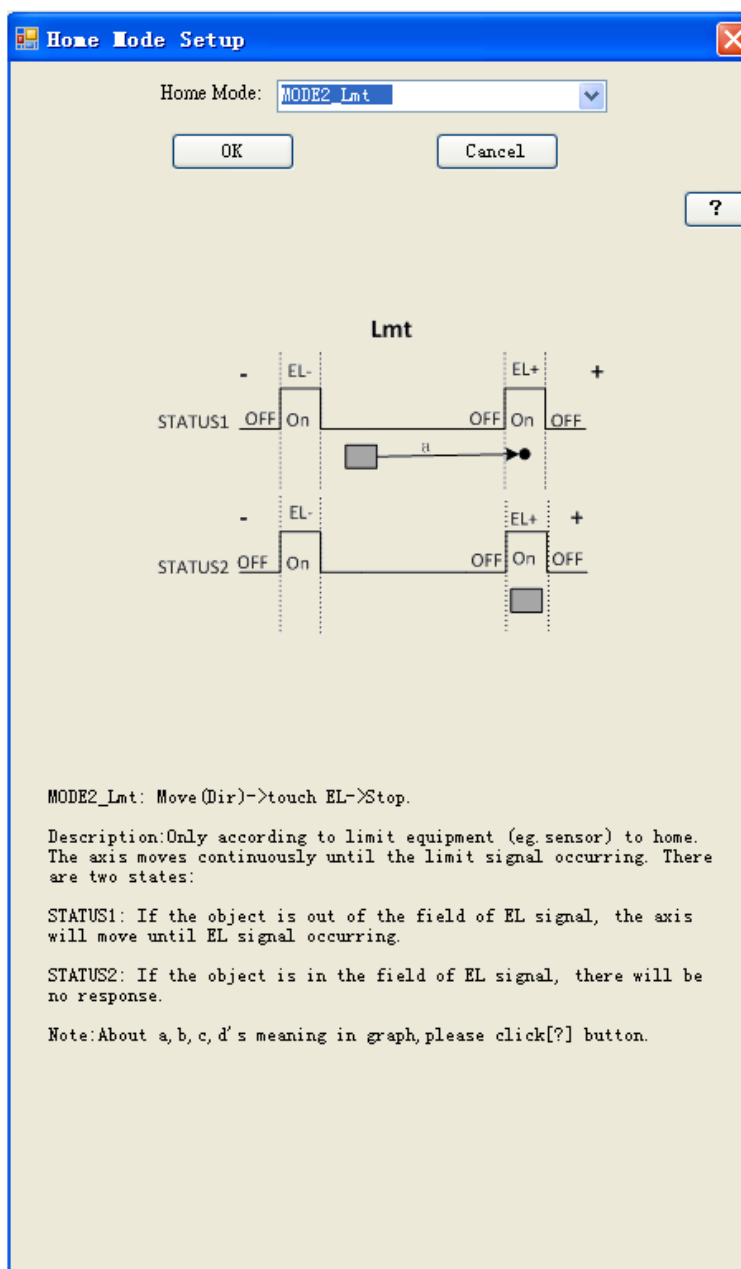 Home Mode Setup
Home Mode: MODE2_Lmt
OK Cancel
?
Lmt
- EL- EL+ +
STATUS1 OFF On OFF On OFF
a
- EL- EL+ +
STATUS2 OFF On OFF On OFF
MODE2_Lmt: Move(Dir)->touch EL->Stop.
Description:Only according to limit equipment (eg.sensor) to home.
The axis moves continuously until the limit signal occurring. There
are two states:
STATUS1: If the object is out of the field of EL signal, the axis
will move until EL signal occurring.
STATUS2: If the object is in the field of EL signal, there will be
no response.
Note:About a,b,c,d's meaning in graph,please click[?] button.